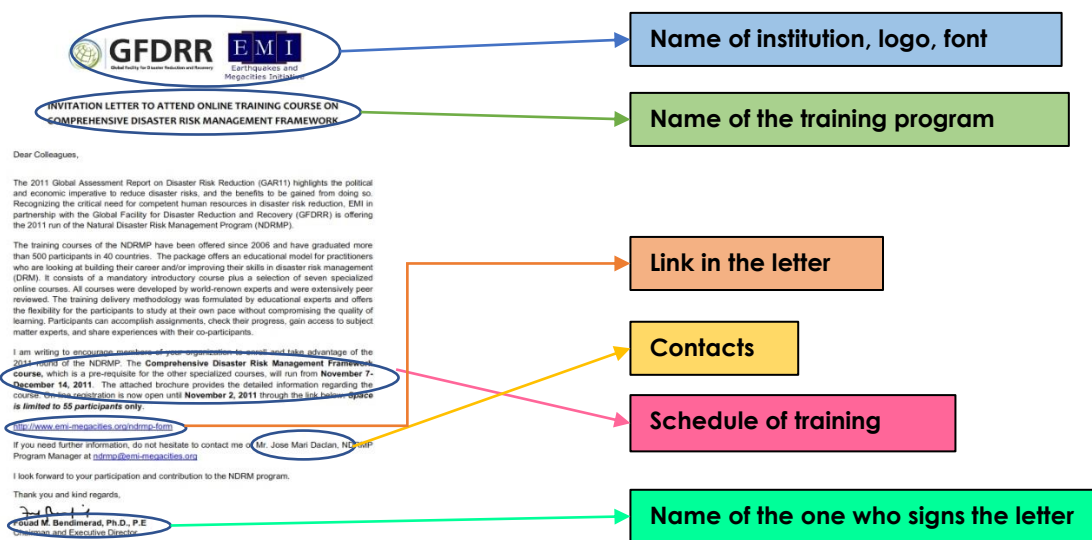 GFDRR
Global Facility for Disaster Reduction and Recovery
EMI
Earthquakes and
Megacities Initiative
INVITATION LETTER TO ATTEND ONLINE TRAINING COURSE ON
COMPREHENSIVE DISASTER RISK MANAGEMENT FRAMEWORK
Dear Colleagues,
The 2011 Global Assessment Report on Disaster Risk Reduction (GAR11) highlights the political
and economic imperative to reduce disaster risks, and the benefits to be gained from doing so.
Recognizing the critical need for competent human resources in disaster risk reduction, EMI in
partnership with the Global Facility for Disaster Reduction and Recovery (GFDRR) is offering
the 2011 run of the Natural Disaster Risk Management Program (NDRMP).
The training courses of the NDRMP have been offered since 2006 and have graduated more
than 500 participants in 40 countries. The package offers an educational model for practitioners
who are looking at building their career and/or improving their skills in disaster risk management
(DRM). It consists of a mandatory introductory course plus a selection of seven specialized
online courses. All courses were developed by world-renown experts and were extensively peer
reviewed. The training delivery methodology was formulated by educational experts and offers
the flexibility for the participants to study at their own pace without compromising the quality of
learning. Participants can accomplish assignments, check their progress, gain access to subject
matter experts, and share experiences with their co-participants.
I am writing to encourage members of your organization to enroll and take advantage of the
2011 round of the NDRMP. The Comprehensive Disaster Risk Management Framework
course, which is a pre-requisite for the other specialized courses, will run from November 7-
December 14, 2011. The attached brochure provides the detailed information regarding the
course. On-line registration is now open until November 2, 2011 through the link below. Space
is limited to 55 participants only.
http://www.emi-megacities.org/ndrmp-form
If you need further information, do not hesitate to contact me or Mr. Jose Mari Daclan, NDRMP
Program Manager at ndrmp@emi-megacities.org
I look forward to your participation and contribution to the NDRM program.
Thank you and kind regards,
Fouad M. Bendimerad, Ph.D., P.E
Chairman and Executive Director
Name of institution, logo, font
Name of the training program
Link in the letter
Contacts
Schedule of training
Name of the one who signs the letter